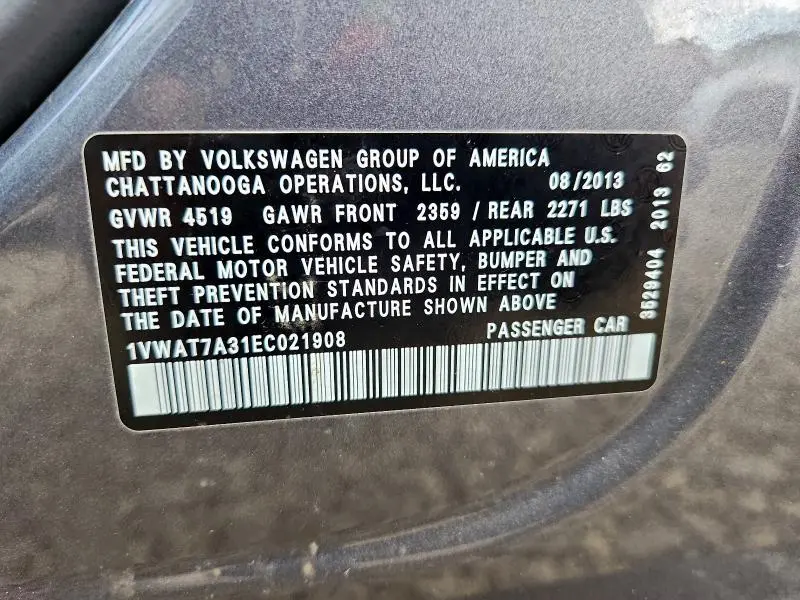 MFD BY VOLKSWAGEN GROUP OF AMERICA
CHATTANOOGA OPERATIONS, LLC. 08/2013
GVWR 4519 GAWR FRONT 2359 / REAR 2271 LBS
THIS VEHICLE CONFORMS TO ALL APPLICABLE U.S.
FEDERAL MOTOR VEHICLE SAFETY, BUMPER AND
THEFT PREVENTION STANDARDS IN EFFECT ON
THE DATE OF MANUFACTURE SHOWN ABOVE
1VWAT7A31EC021908 PASSENGER CAR
3529404 2013 62